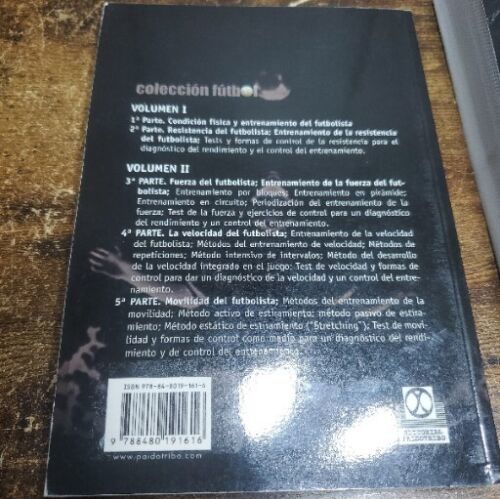 colección fútbol
VOLUMEN I
1ª Parte. Condición física y entrenamiento del futbolista
2ª Parte. Resistencia del futbolista; Entrenamiento de la resistencia
del futbolista; Tests y formas de control de la resistencia para el
diagnóstico del rendimiento y el control del entrenamiento.
VOLUMEN II
3ª PARTE. Fuerza del futbolista; Entrenamiento de la fuerza del fut-
bolista; Entrenamiento por bloques; Entrenamiento en pirámide;
Entrenamiento en circuito; Periodización del entrenamiento de la
fuerza; Test de la fuerza y ejercicios de control para un diagnóstico
del rendimiento y un control del entrenamiento.
4ª PARTE. La velocidad del futbolista; Entrenamiento de la velocidad
del futbolista; Métodos del entrenamiento de velocidad; Métodos de
repeticiones; Método intensivo de intervalos; Método del desarrollo
de la velocidad integrado en el juego; Test de velocidad y formas de
control para dar un diagnóstico de la velocidad y un control del entre-
namiento.
5ª PARTE. Movilidad del futbolista; Métodos del entrenamiento de la
movilidad; Método activo de estiramiento; método pasivo de estira-
miento; Método estático de estiramiento ("Stretching"); Test de movi-
lidad y formas de control como medio para un diagnóstico del rendi-
miento y de control del entrenamiento.
ISBN 978-84-8019-161-6
9 788480 191616
www.paidotribo.com
EDITORIAL
PAIDOTRIBO